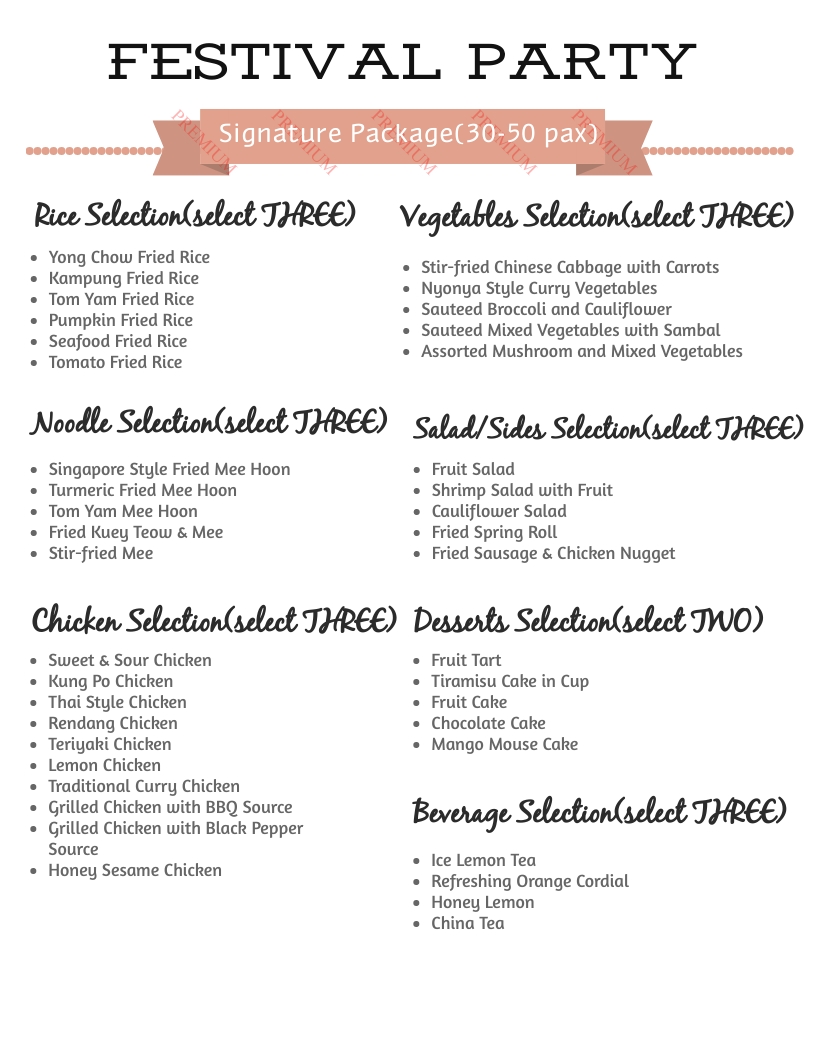 FESTIVAL PARTY
Signature Package(30-50 pax)
PREMIUM PREMIUM PREMIUM PREMIUM PREMIUM
Rice Selection(select THREE)
Yong Chow Fried Rice
Kampung Fried Rice
Tom Yam Fried Rice
Pumpkin Fried Rice
Seafood Fried Rice
Tomato Fried Rice
Noodle Selection(select THREE)
Singapore Style Fried Mee Hoon
Turmeric Fried Mee Hoon
Tom Yam Mee Hoon
Fried Kuey Teow & Mee
Stir-fried Mee
Chicken Selection(select THREE)
Sweet & Sour Chicken
Kung Po Chicken
Thai Style Chicken
Rendang Chicken
Teriyaki Chicken
Lemon Chicken
Traditional Curry Chicken
Grilled Chicken with BBQ Source
Grilled Chicken with Black Pepper
Source
Honey Sesame Chicken
Vegetables Selection(select THREE)
Stir-fried Chinese Cabbage with Carrots
Nyonya Style Curry Vegetables
Sauteed Broccoli and Cauliflower
Sauteed Mixed Vegetables with Sambal
Assorted Mushroom and Mixed Vegetables
Salad/Sides Selection(select THREE)
Fruit Salad
Shrimp Salad with Fruit
Cauliflower Salad
Fried Spring Roll
Fried Sausage & Chicken Nugget
Desserts Selection(select TWO)
Fruit Tart
Tiramisu Cake in Cup
Fruit Cake
Chocolate Cake
Mango Mouse Cake
Beverage Selection(select THREE)
Ice Lemon Tea
Refreshing Orange Cordial
Honey Lemon
China Tea